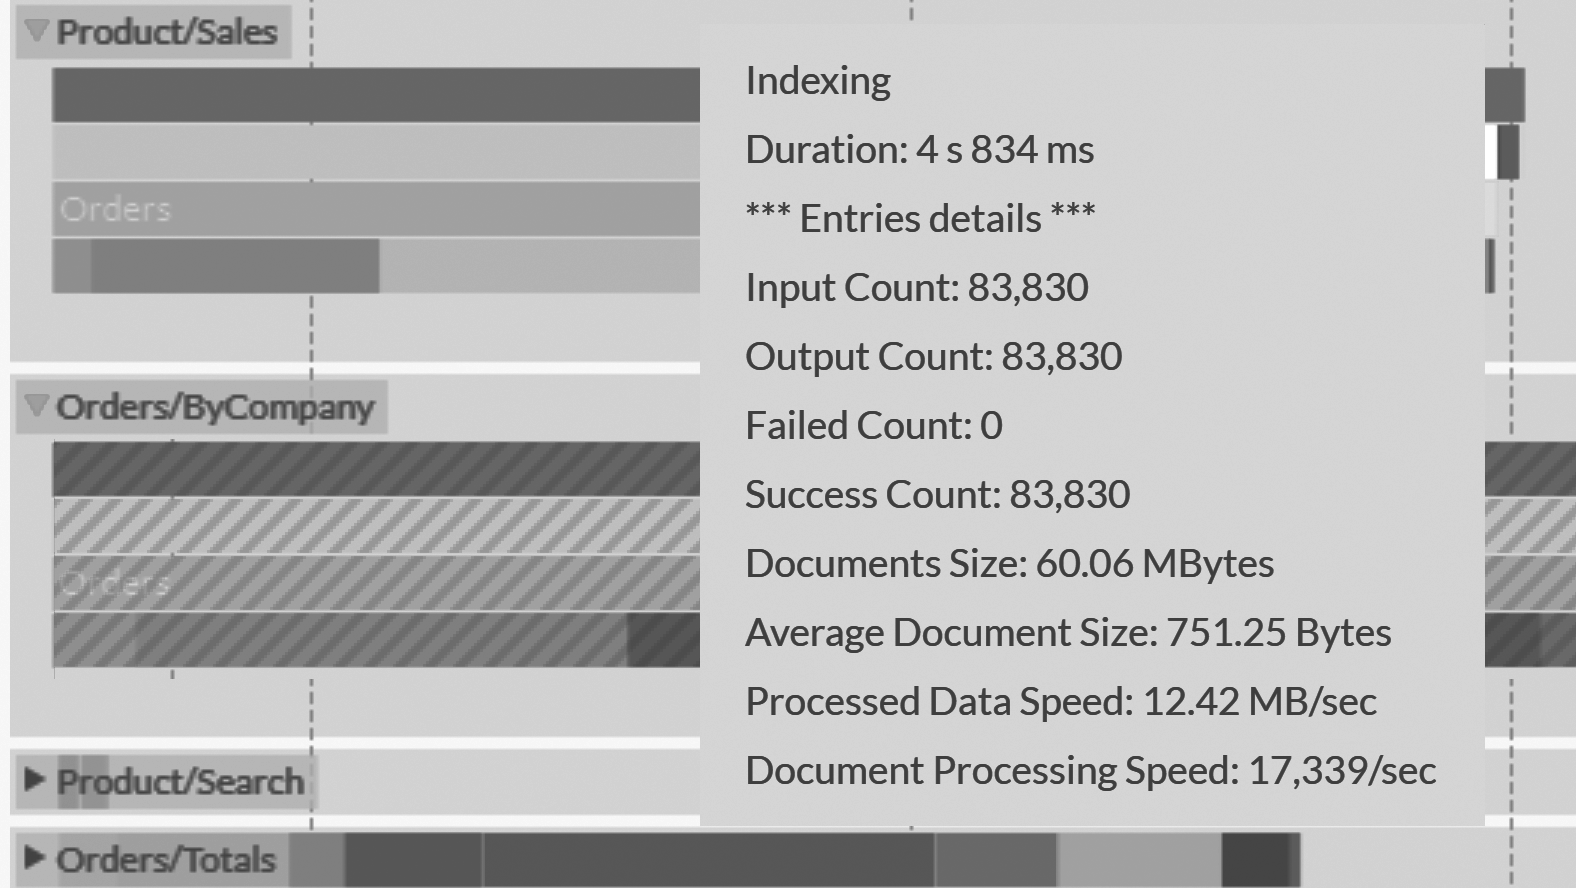 Product/Sales
Orders
Orders/ByCompany
Orders
Product/Search
Orders/Totals
Indexing
Duration: 4 s 834 ms
*** Entries details ***
Input Count: 83,830
Output Count: 83,830
Failed Count: 0
Success Count: 83,830
Documents Size: 60.06 MBytes
Average Document Size: 751.25 Bytes
Processed Data Speed: 12.42 MB/sec
Document Processing Speed: 17,339/sec